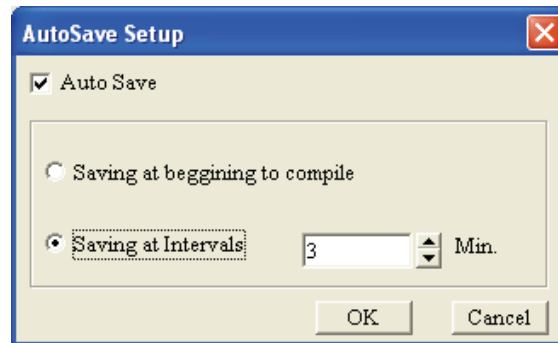 AutoSave Setup
Auto Save
Saving at beggining to compile
Saving at Intervals 3 Min.
OK Cancel